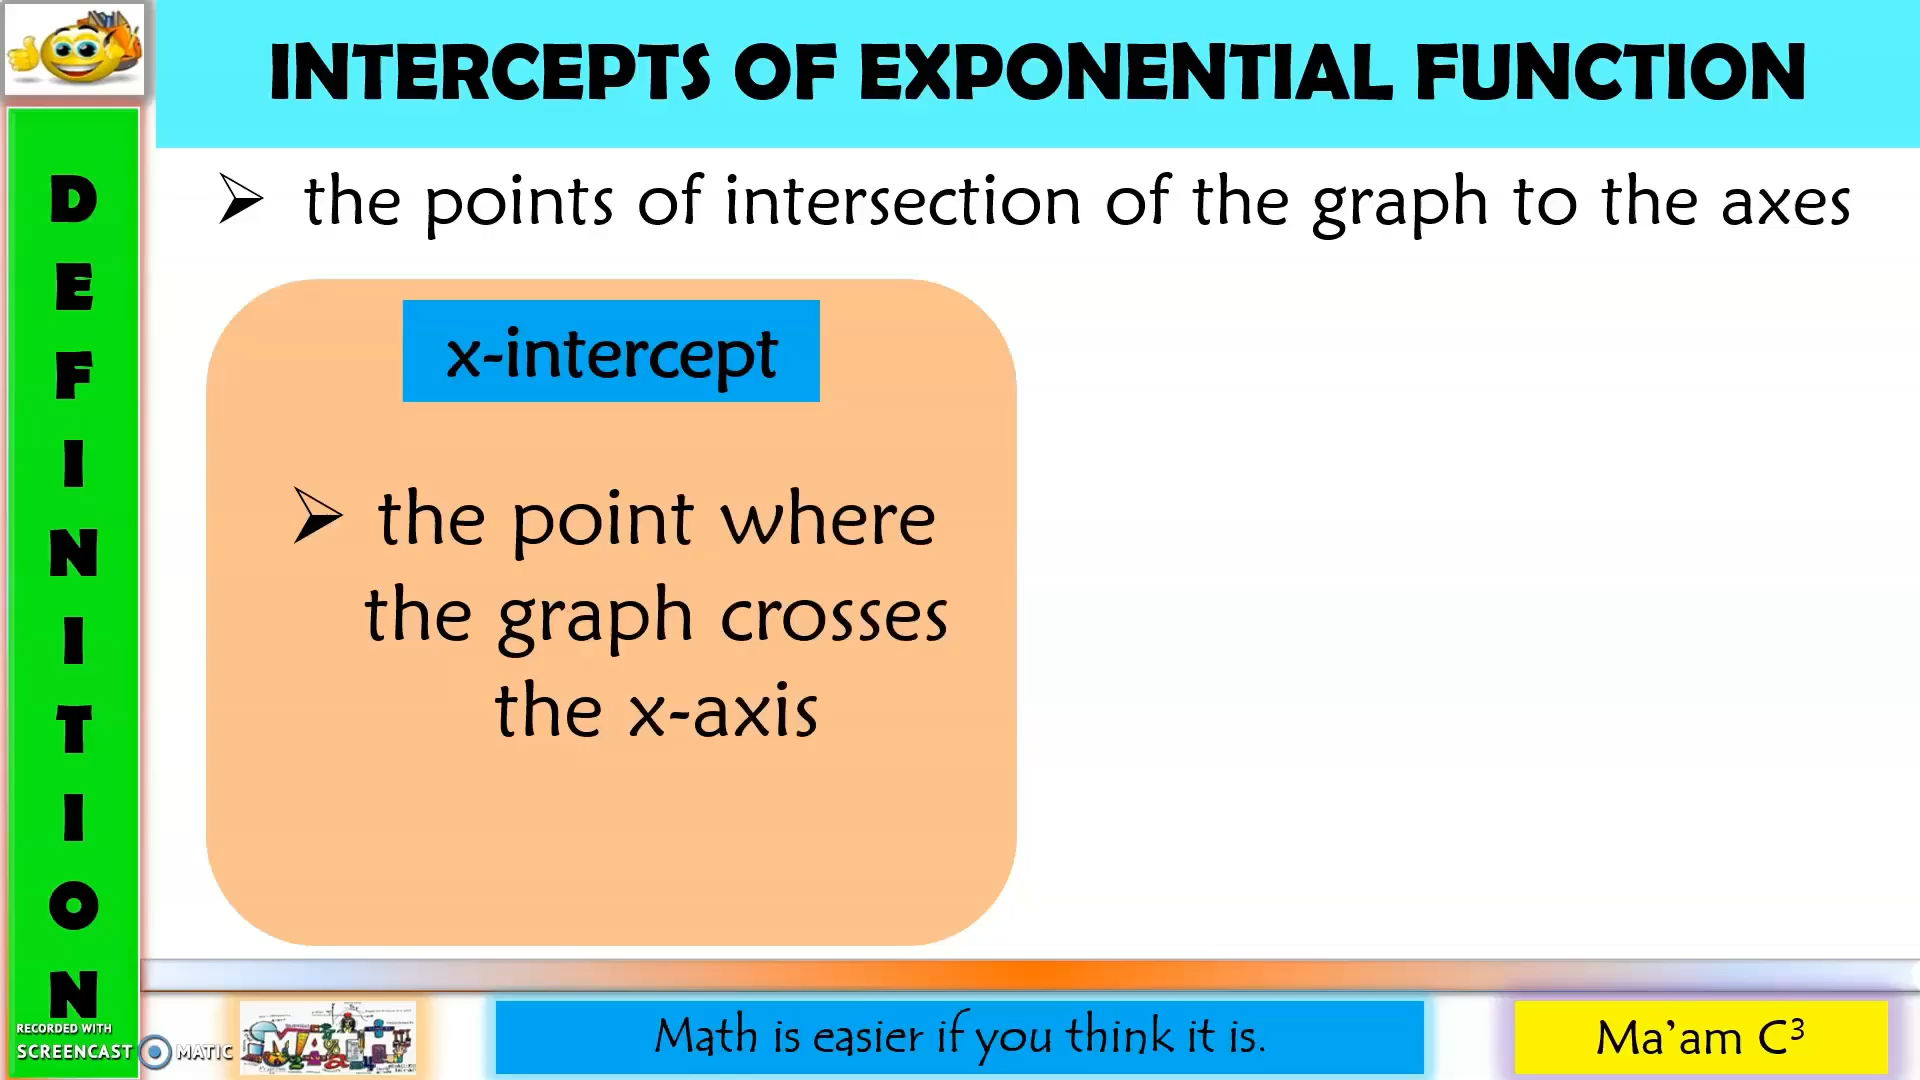 INTERCEPTS OF EXPONENTIAL FUNCTION
the points of intersection of the graph to the axes
x-intercept
the point where
the graph crosses
the x-axis
D
E
F
I
N
I
T
I
O
N
RECORDED WITH
SCREENCAST MATIC
MATH
Math is easier if you think it is.
Ma'am C³